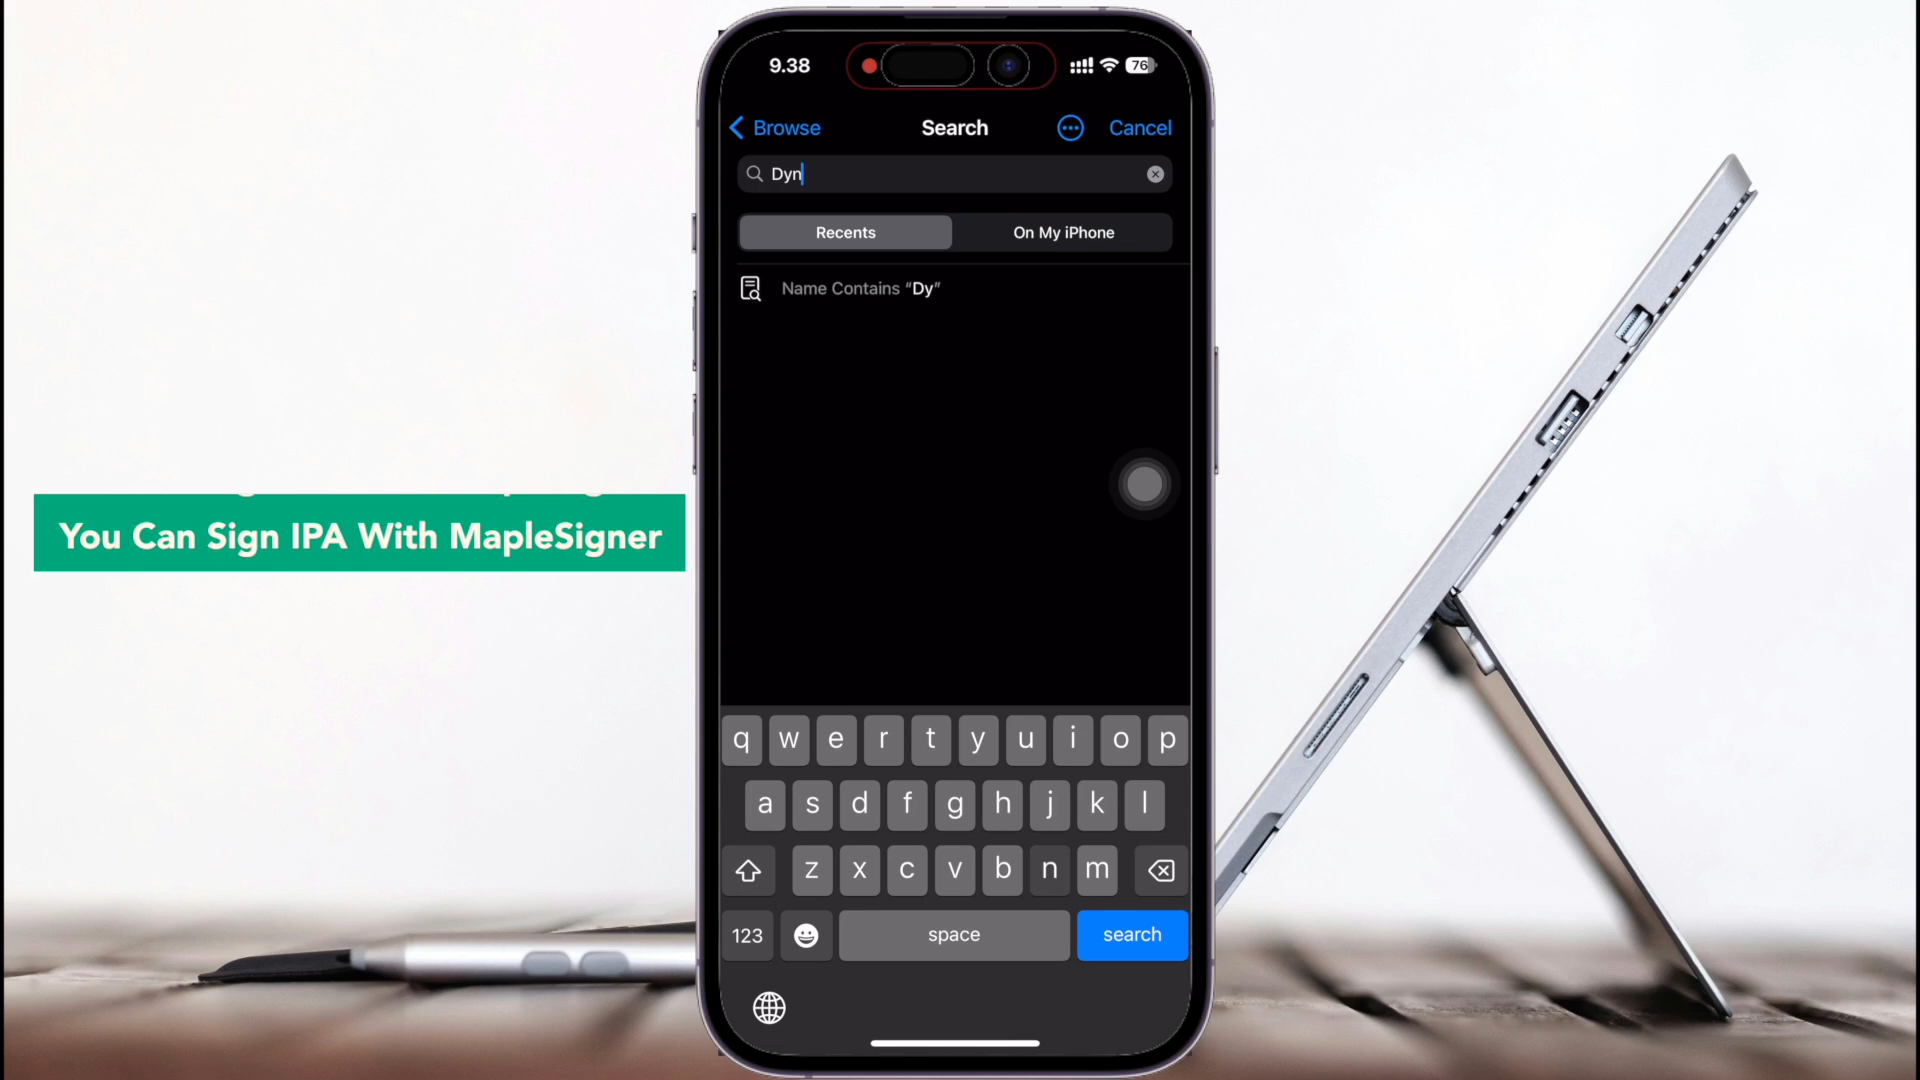 9.38
76
Browse
Search
Cancel
Dyn
Recents
On My iPhone
Name Contains “Dy”
You Can Sign IPA With MapleSigner
q w e r t y u i o p
a s d f g h j k l
z x c v b n m
123
space
search